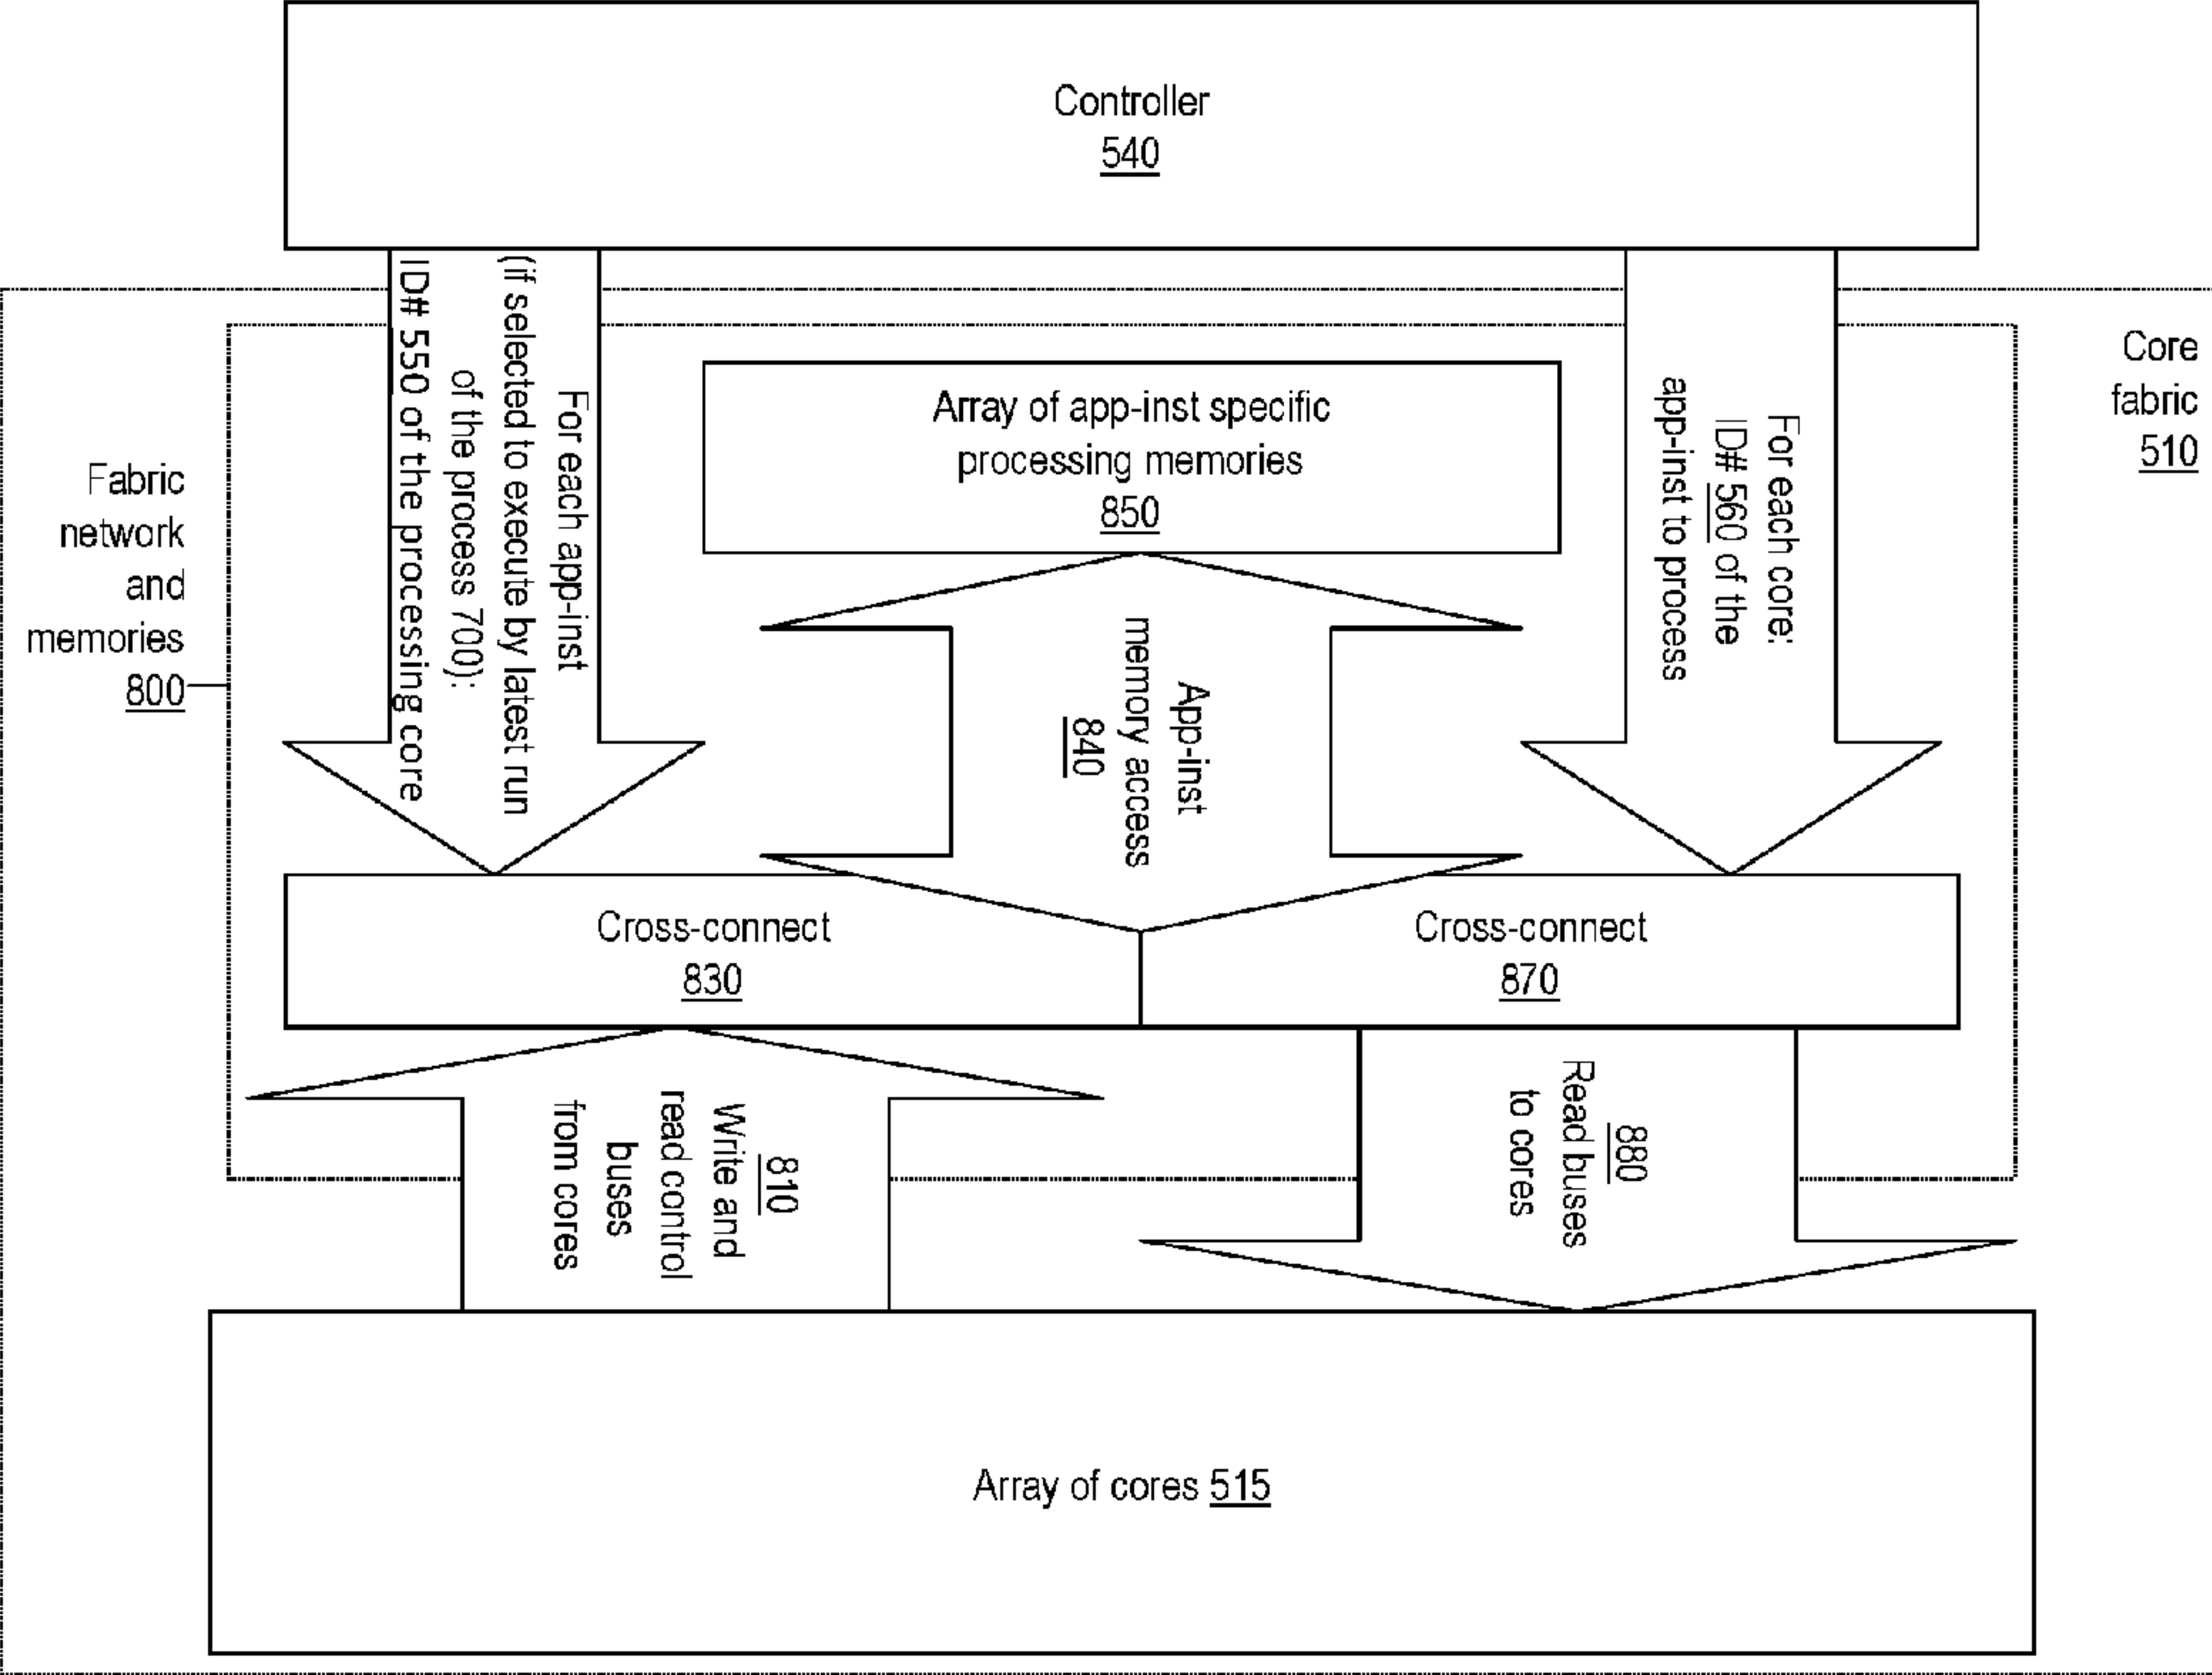 Controller
540
Core
fabric
510
Fabric
network
and
memories
800
For each app-inst
(if selected to execute by latest run
of the process 700):
ID# 550 of the processing core
Array of app-inst specific
processing memories
850
For each core:
ID# 560 of the
app-inst to process
App-inst
memory access
840
Cross-connect
830
Cross-connect
870
810
Write and
read control
buses
from cores
880
Read buses
to cores
Array of cores 515